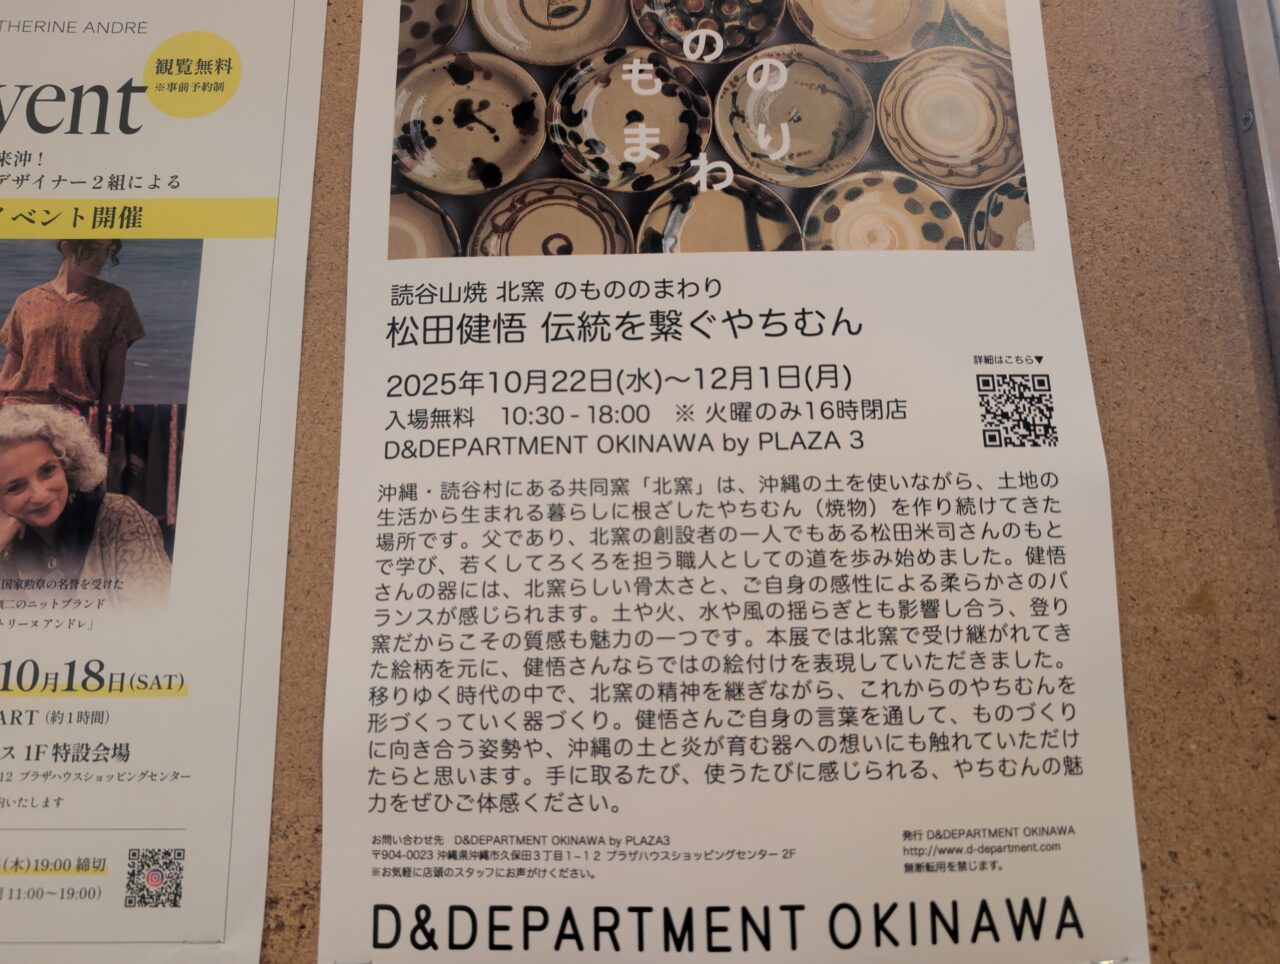 THERINE ANDRÉ
vent
観覧無料
※事前予約制
来沖！
デザイナー2組による
イベント開催
国家勲章の名誉を受けた
のニットブランド
トリーヌ アンドレ」
10月18日(SAT)
ART（約1時間）
ス 1F 特設会場
12 プラザハウスショッピングセンター
内いたします
(木)19:00 締切
11:00〜19:00)
のの
もり
まわ
読谷山焼 北窯 のもののまわり
松田健悟 伝統を繋ぐやちむん
2025年10月22日(水)〜12月1日(月)
入場無料 10:30 - 18:00 ※ 火曜のみ16時閉店
D&DEPARTMENT OKINAWA by PLAZA 3
詳細はこちら▼
沖縄・読谷村にある共同窯「北窯」は、沖縄の土を使いながら、土地の
生活から生まれる暮らしに根ざしたやちむん（焼物）を作り続けてきた
場所です。父であり、北窯の創設者の一人でもある松田米司さんのもと
で学び、若くしてろくろを担う職人としての道を歩み始めました。健悟
さんの器には、北窯らしい骨太さと、ご自身の感性による柔らかさのバ
ランスが感じられます。土や火、水や風の揺らぎとも影響し合う、登り
窯だからこその質感も魅力の一つです。本展では北窯で受け継がれてき
た絵柄を元に、健悟さんならではの絵付けを表現していただきました。
移りゆく時代の中で、北窯の精神を継ぎながら、これからのやちむんを
形づくっていく器づくり。健悟さんご自身の言葉を通して、ものづくり
に向き合う姿勢や、沖縄の土と炎が育む器への想いにも触れていただけ
たらと思います。手に取るたび、使うたびに感じられる、やちむんの魅
力をぜひご体感ください。
お問い合わせ先 D&DEPARTMENT OKINAWA by PLAZA3
〒904-0023 沖縄県沖縄市久保田3丁目1−12 プラザハウスショッピングセンター 2F
※お気軽に店頭のスタッフにお声がけください。
発行 D&DEPARTMENT OKINAWA
http://www.d-department.com
無断転用を禁じます。
D&DEPARTMENT OKINAWA